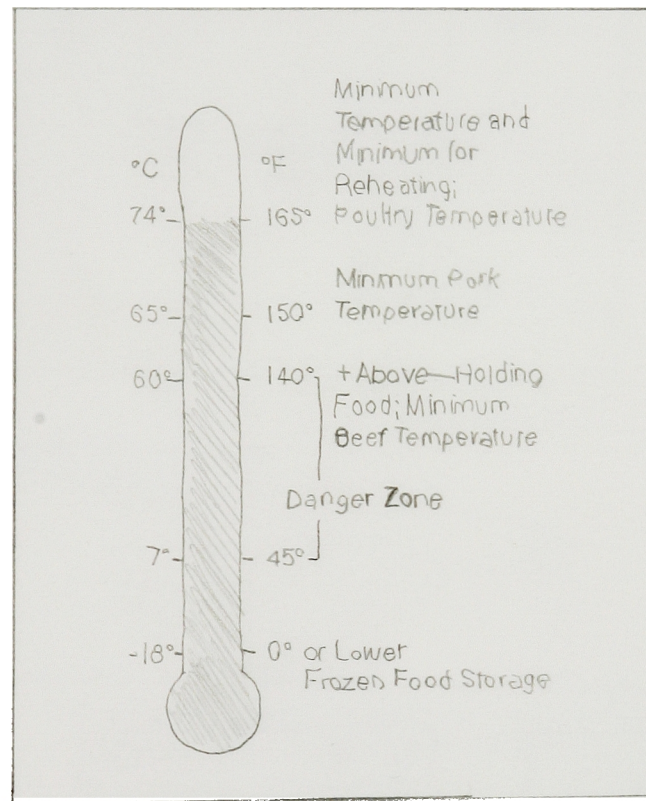 Minimum
Temperature and
Minimum for
Reheating;
Poultry Temperature
°C
°F
74°
165°
Minmum Pork
Temperature
65°
150°
60°
140°
+Above—Holding
Food; Minimum
Beef Temperature
Danger Zone
7°
45°
-18°
0° or Lower
Frozen Food Storage